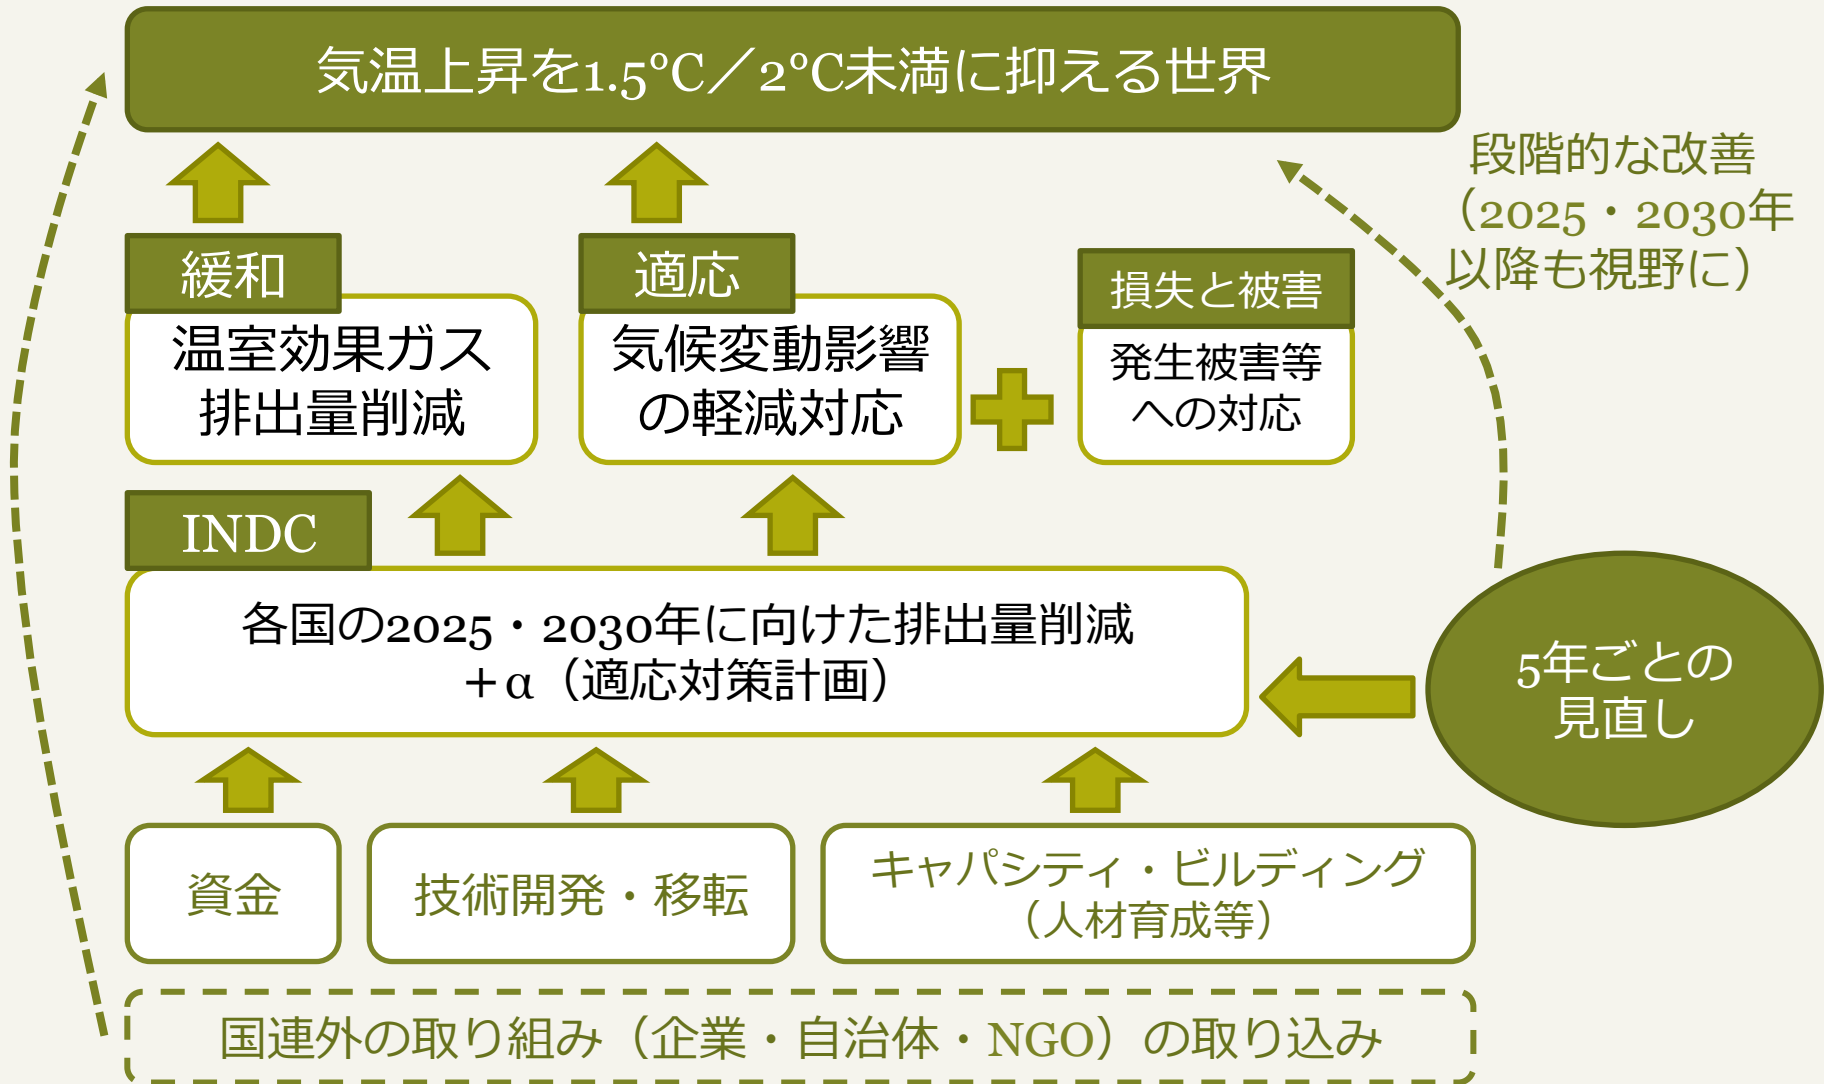 気温上昇を1.5℃／2℃未満に抑える世界
段階的な改善
（2025・2030年
以降も視野に）
緩和
温室効果ガス
排出量削減
適応
気候変動影響
の軽減対応
損失と被害
発生被害等
への対応
INDC
各国の2025・2030年に向けた排出量削減
＋α（適応対策計画）
5年ごとの
見直し
資金
技術開発・移転
キャパシティ・ビルディング
（人材育成等）
国連外の取り組み（企業・自治体・NGO）の取り込み